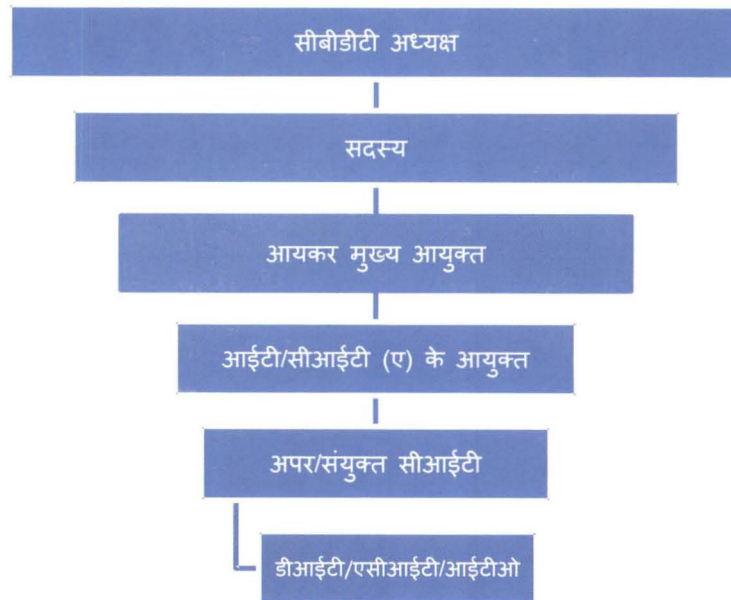 सीबीडीटी अध्यक्ष
सदस्य
आयकर मुख्य आयुक्त
आईटी/सीआईटी (ए) के आयुक्त
अपर/संयुक्त सीआईटी
डीआईटी/एसीआईटी/आईटीओ